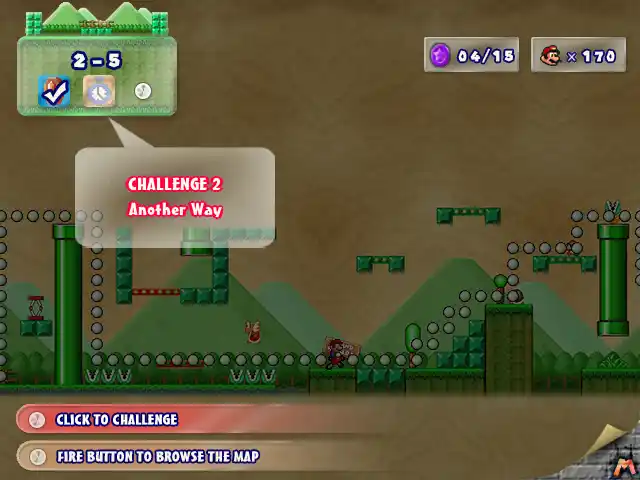 2-5
04/15
× 170
CHALLENGE 2
Another Way
CLICK TO CHALLENGE
FIRE BUTTON TO BROWSE THE MAP
M